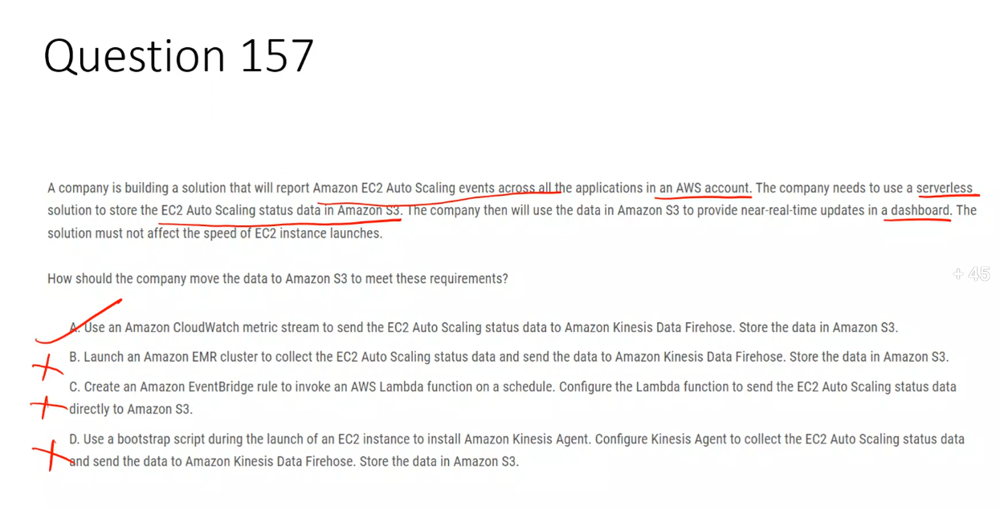 Question 157
A company is building a solution that will report Amazon EC2 Auto Scaling events across all the applications in an AWS account. The company needs to use a serverless
solution to store the EC2 Auto Scaling status data in Amazon S3. The company then will use the data in Amazon S3 to provide near-real-time updates in a dashboard. The
solution must not affect the speed of EC2 instance launches.
How should the company move the data to Amazon S3 to meet these requirements?
+ 45
A. Use an Amazon CloudWatch metric stream to send the EC2 Auto Scaling status data to Amazon Kinesis Data Firehose. Store the data in Amazon S3.
B. Launch an Amazon EMR cluster to collect the EC2 Auto Scaling status data and send the data to Amazon Kinesis Data Firehose. Store the data in Amazon S3.
C. Create an Amazon EventBridge rule to invoke an AWS Lambda function on a schedule. Configure the Lambda function to send the EC2 Auto Scaling status data
directly to Amazon S3.
D. Use a bootstrap script during the launch of an EC2 instance to install Amazon Kinesis Agent. Configure Kinesis Agent to collect the EC2 Auto Scaling status data
and send the data to Amazon Kinesis Data Firehose. Store the data in Amazon S3.